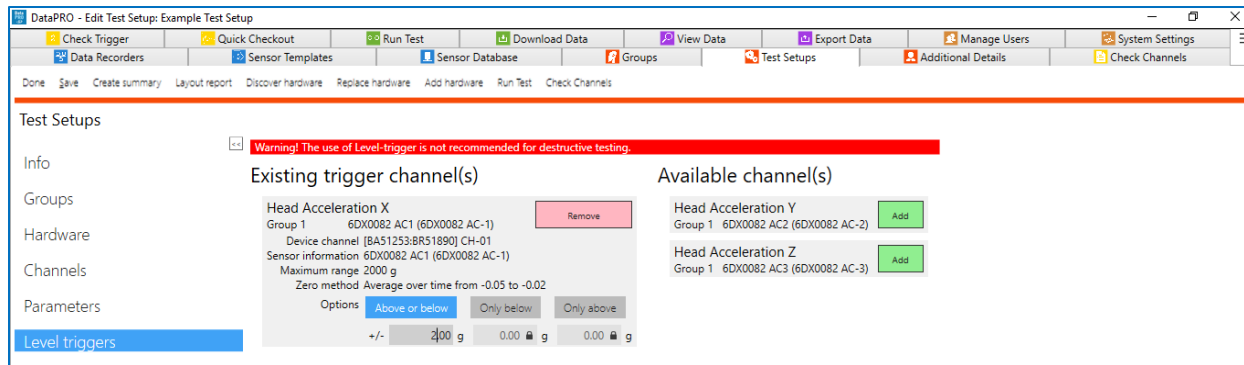 DataPRO - Edit Test Setup: Example Test Setup
Check Trigger Quick Checkout Run Test Download Data View Data Export Data Manage Users System Settings
Data Recorders Sensor Templates Sensor Database Groups Test Setups Additional Details Check Channels
Done Save Create summary Layout report Discover hardware Replace hardware Add hardware Run Test Check Channels
Test Setups
<<
Info
Groups
Hardware
Channels
Parameters
Level triggers
Warning! The use of Level-trigger is not recommended for destructive testing.
Existing trigger channel(s)
Head Acceleration X
Remove
Group 1 6DX0082 AC1 (6DX0082 AC-1)
Device channel [BA51253:BR51890] CH-01
Sensor information 6DX0082 AC1 (6DX0082 AC-1)
Maximum range 2000 g
Zero method Average over time from -0.05 to -0.02
Options Above or below Only below Only above
+/- 2.00 g 0.00 g 0.00 g
Available channel(s)
Head Acceleration Y
Group 1 6DX0082 AC2 (6DX0082 AC-2)
Add
Head Acceleration Z
Group 1 6DX0082 AC3 (6DX0082 AC-3)
Add